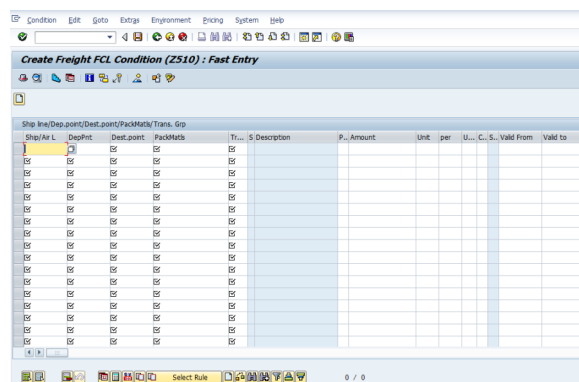 Condition Edit Goto Extras Environment Pricing System Help
Create Freight FCL Condition (Z510) : Fast Entry
Ship line/Dep.point/Dest.point/PackMatls/Trans. Grp
Ship/Air L DepPnt Dest.point PackMatls Tr... S Description P.. Amount Unit per U... C.. S.. Valid From Valid to
Select Rule 0 / 0